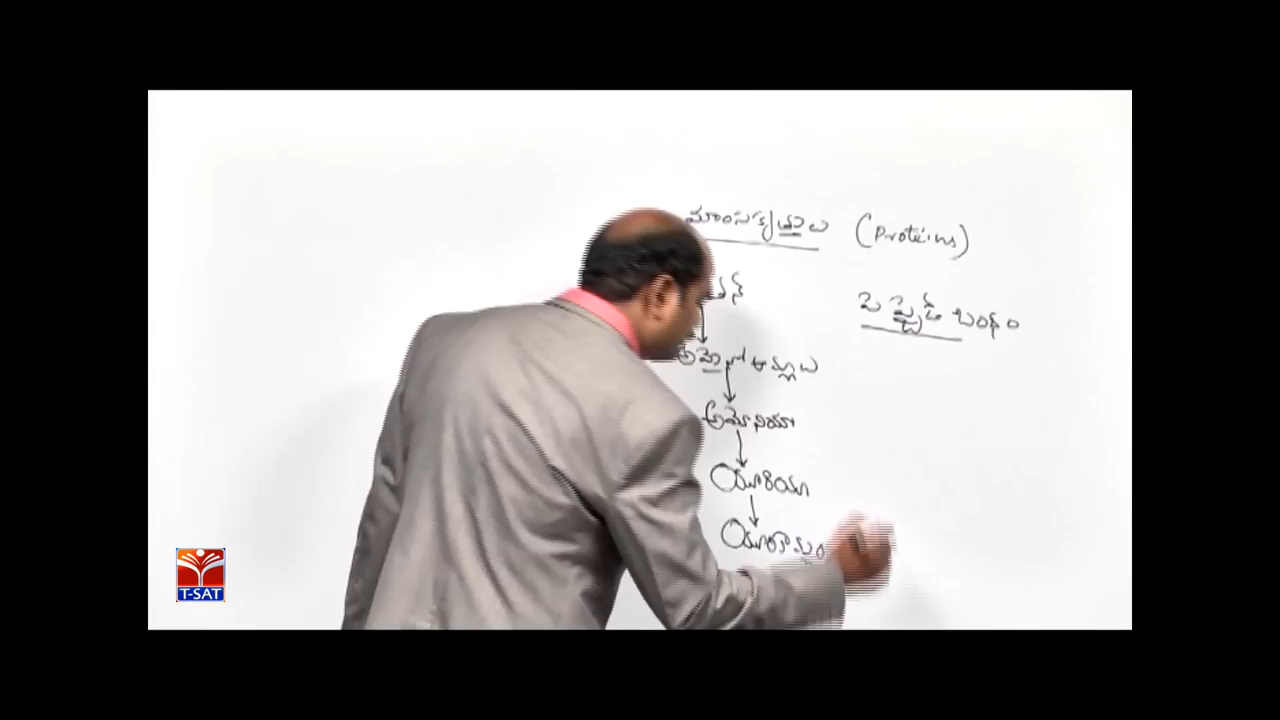 మాంసకృత్తులు (Proteins)
పెప్టైడ్ బంధం
అమైనో ఆమ్లాలు
అమోనియా
యూరియా
యూరికామ్లం
T-SAT